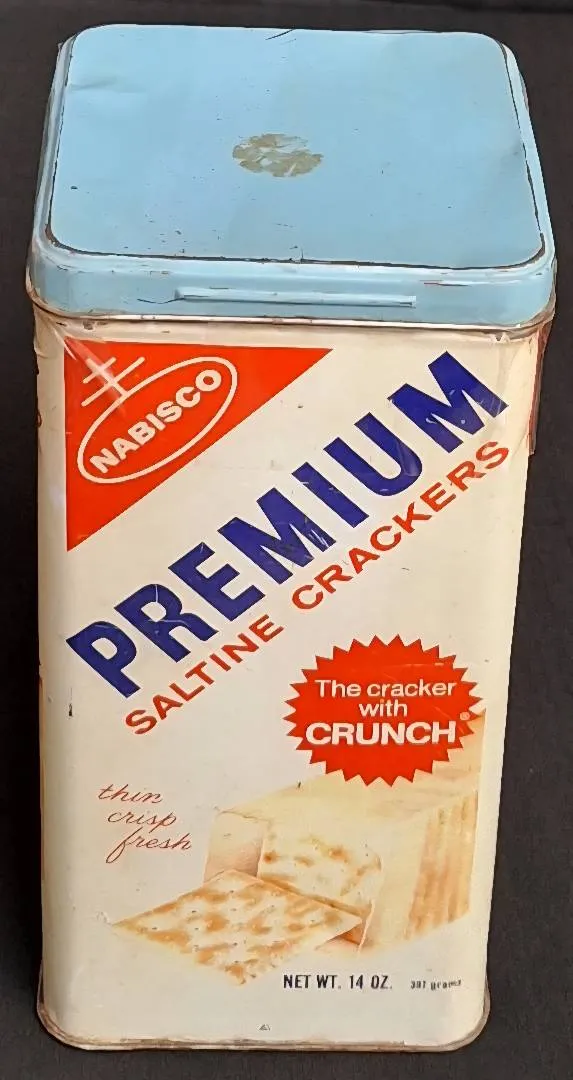 NABISCO
PREMIUM
SALTINE CRACKERS
The cracker
with
CRUNCH®
thin
crisp
fresh
NET WT. 14 OZ.